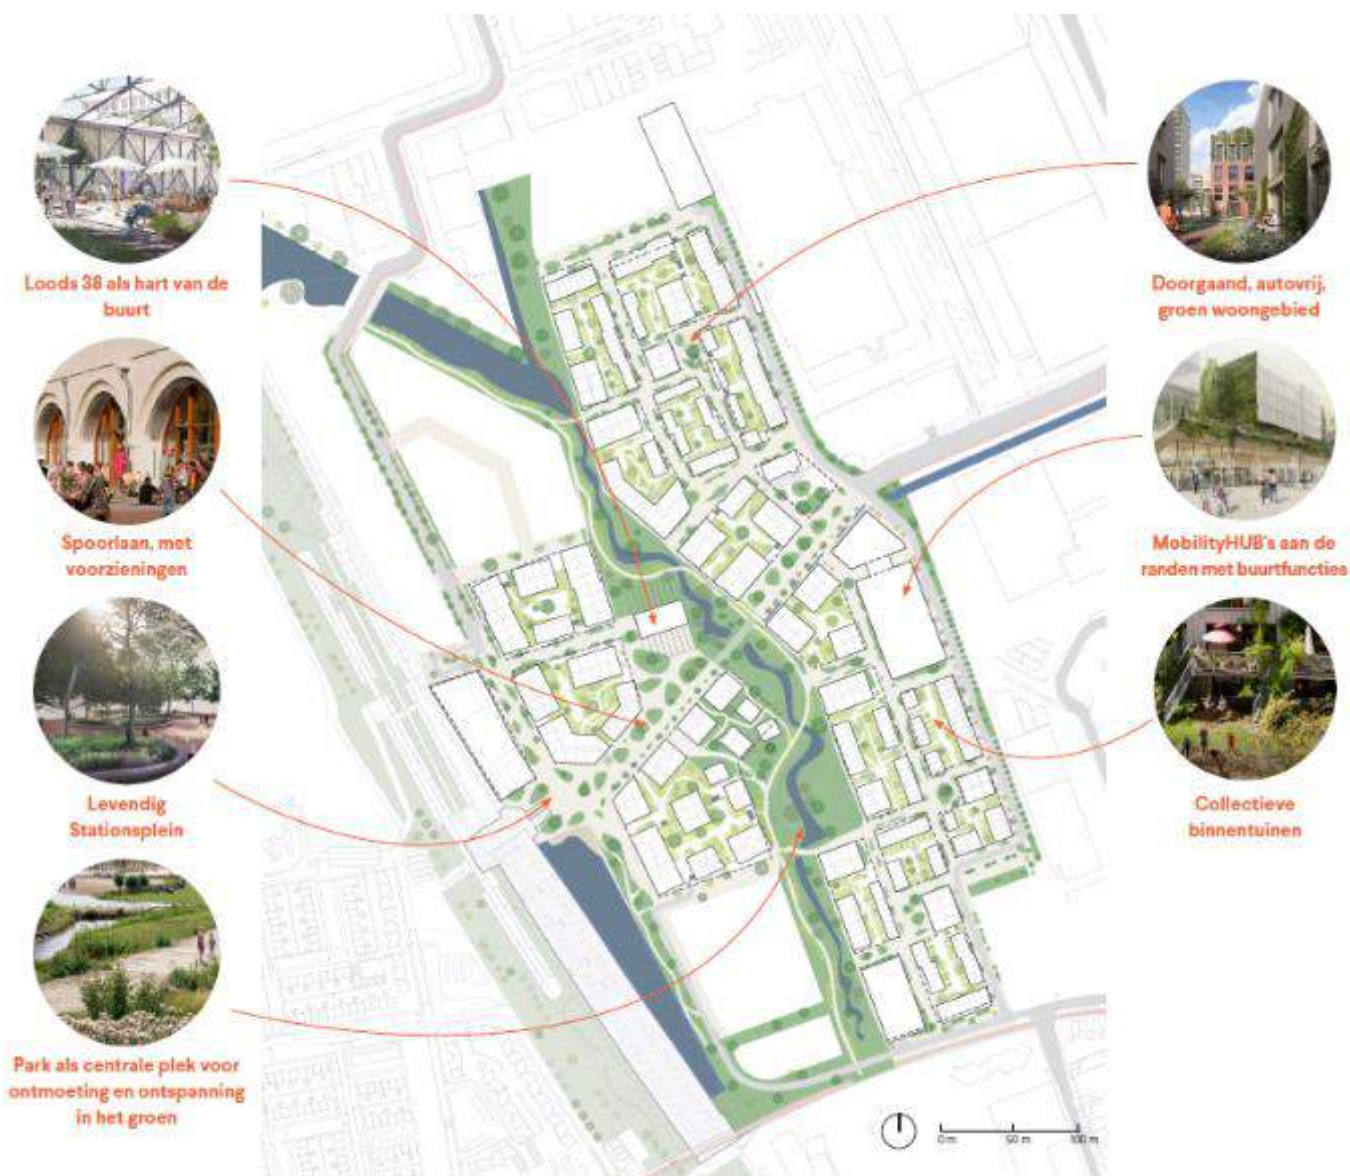 Loods 38 als hart van de
buurt
Spoorlaan, met
voorzieningen
Levendig
Stationsplein
Park als centrale plek voor
ontmoeting en ontspanning
in het groen
Doorgaand, autovrij,
groen woongebied
MobilityHUB's aan de
randen met buurtfuncties
Collectieve
binnentuinen
0 m 50 m 100 m